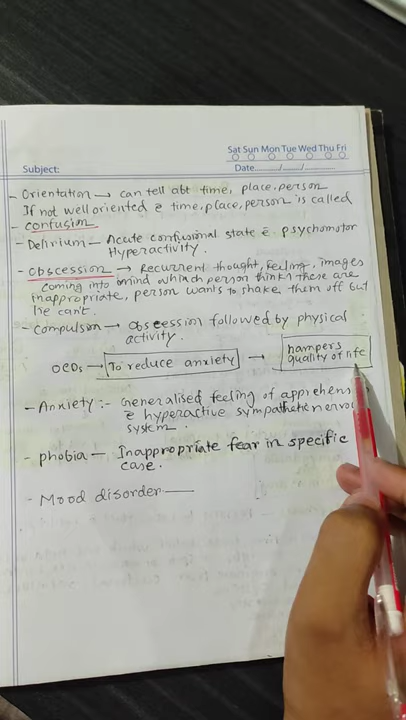 Sat Sun Mon Tue Wed Thu Fri
Subject:
Date.........../........./.........
- Orientation → can tell abt time, place, person
If not well oriented c̄ time, place, person is called
- confusion
- Delirium - Acute confusional state c̄ psychomotor
Hyperactivity.
- obscession → Recurrent thought, feeling, images
coming into mind which person think these are
inappropriate, person wants to shake them off but
he can't.
- compulsion → obscession followed by physical
activity.
OCDs → To reduce anxiety → hampers
quality of life
- Anxiety :- Generalised feeling of apprehens
c̄ hyperactive sympathetic nervo
system.
- phobia - Inappropriate fear in specific
case.
- Mood disorder —